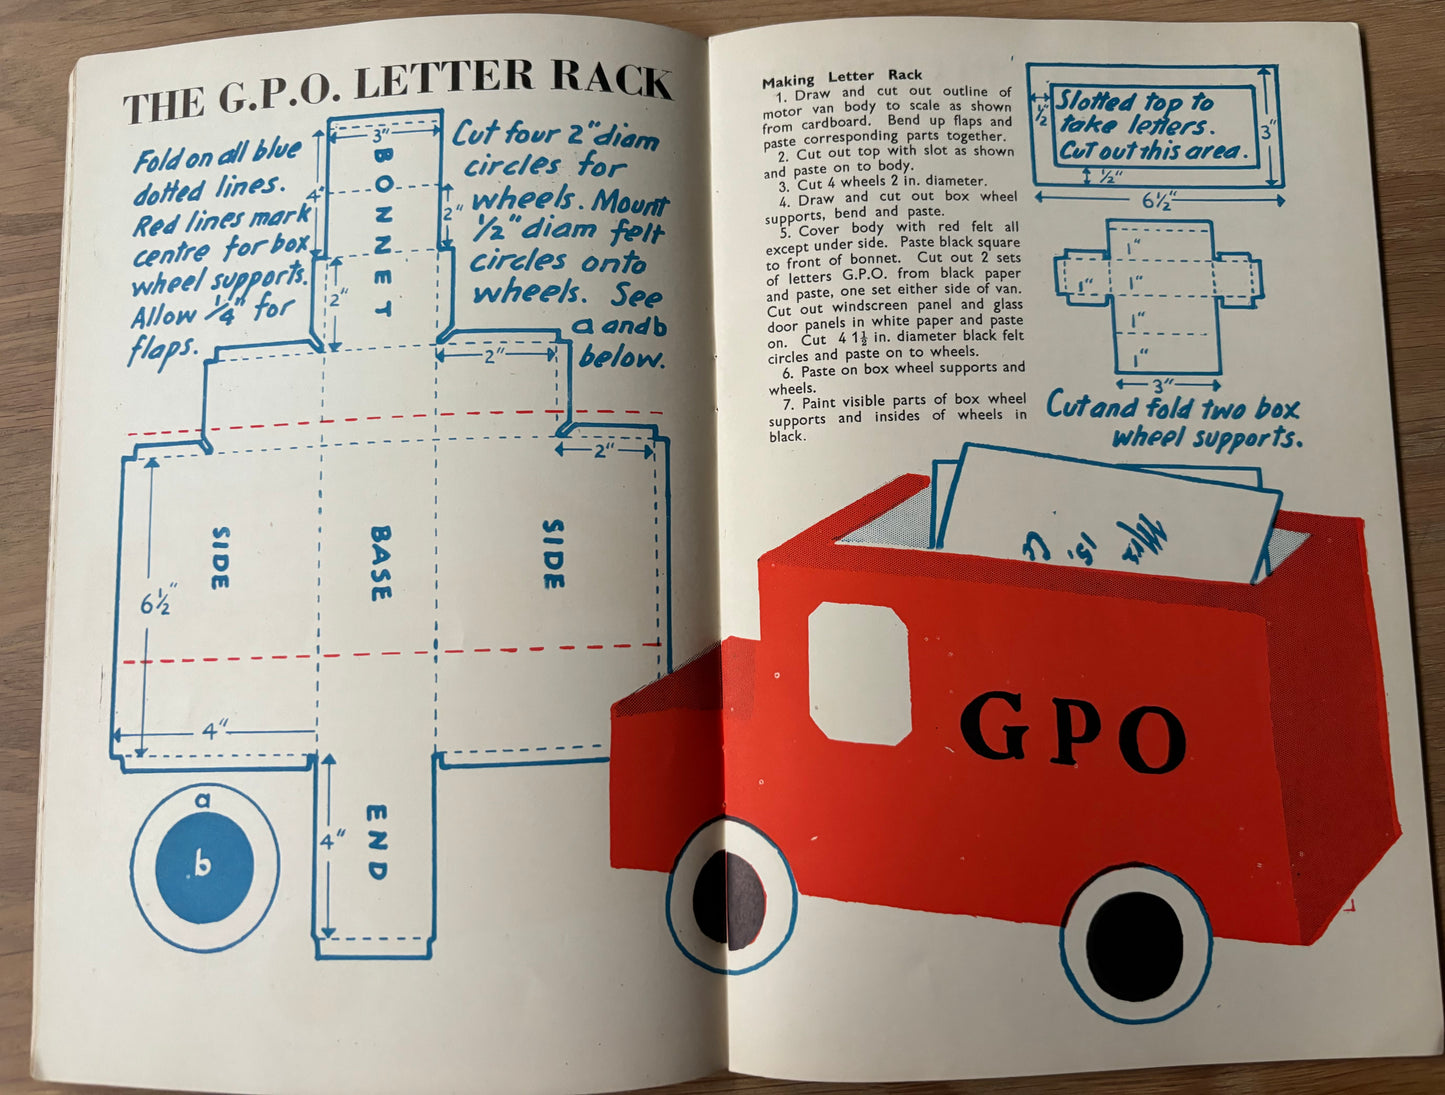 THE G.P.O. LETTER RACK
Fold on all blue
dotted lines.
Red lines mark
centre for box
wheel supports.
Allow ¼" for
flaps.
3"
4"
BONNET
2"
2"
Cut four 2" diam
circles for
wheels. Mount
½" diam felt
circles onto
wheels. See
a and b
below.
2"
2"
SIDE
BASE
SIDE
6½"
4"
END
4"
a
b
Making Letter Rack
1. Draw and cut out outline of
motor van body to scale as shown
from cardboard. Bend up flaps and
paste corresponding parts together.
2. Cut out top with slot as shown
and paste on to body.
3. Cut 4 wheels 2 in. diameter.
4. Draw and cut out box wheel
supports, bend and paste.
5. Cover body with red felt all
except under side. Paste black square
to front of bonnet. Cut out 2 sets
of letters G.P.O. from black paper
and paste, one set either side of van.
Cut out windscreen panel and glass
door panels in white paper and paste
on. Cut 4 1½ in. diameter black felt
circles and paste on to wheels.
6. Paste on box wheel supports and
wheels.
7. Paint visible parts of box wheel
supports and insides of wheels in
black.
½"
Slotted top to
take letters.
Cut out this area.
3"
½"
6½"
1"
1"
1"
1"
1"
3"
Cut and fold two box
wheel supports.
GPO